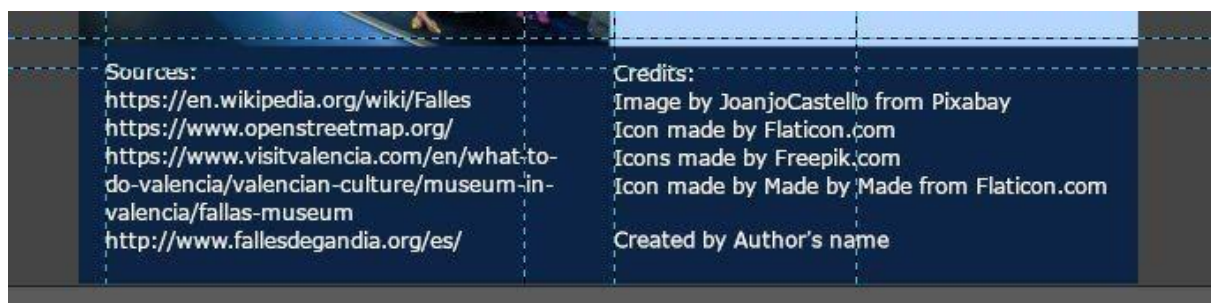 Sources:
https://en.wikipedia.org/wiki/Falles
https://www.openstreetmap.org/
https://www.visitvalencia.com/en/what-to-
do-valencia/valencian-culture/museum-in-
valencia/fallas-museum
http://www.fallesdegandia.org/es/
Credits:
Image by JoanjoCastello from Pixabay
Icon made by Flaticon.com
Icons made by Freepik.com
Icon made by Made by Made from Flaticon.com
Created by Author's name